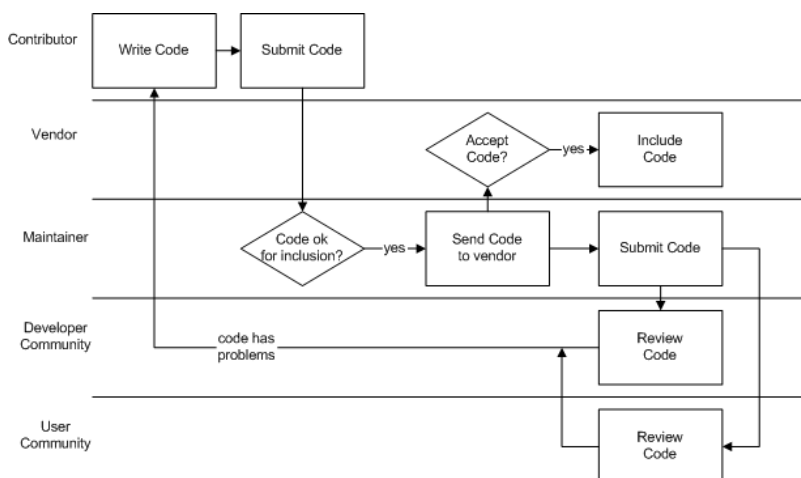 Contributor
Write Code
Submit Code
Vendor
Accept
Code?
yes
Include
Code
Maintainer
Code ok
for inclusion?
yes
Send Code
to vendor
Submit Code
Developer
Community
code has
problems
Review
Code
User
Community
Review
Code